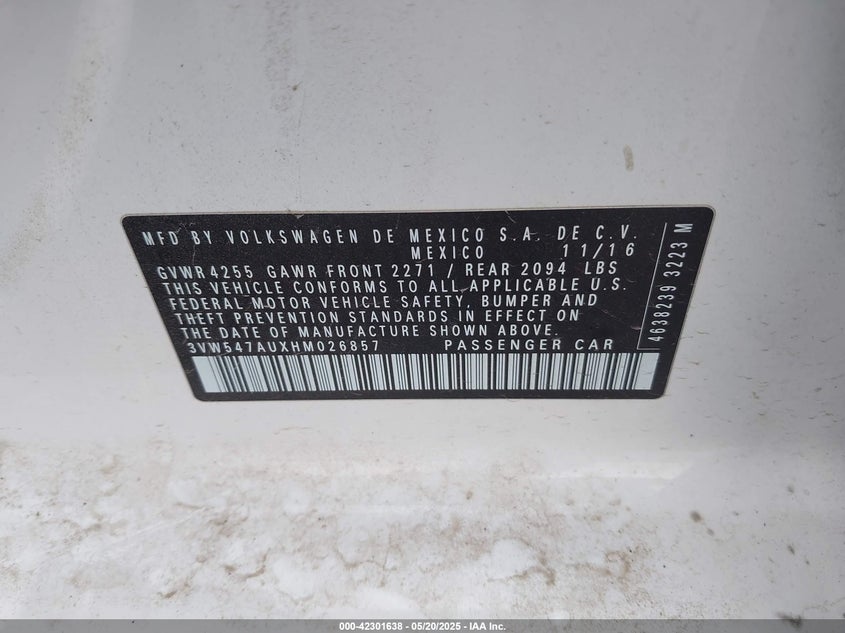 MFD BY VOLKSWAGEN DE MEXICO S.A. DE C.V.
MEXICO 11/16
GVWR4255 GAWR FRONT 2271 / REAR 2094 LBS
THIS VEHICLE CONFORMS TO ALL APPLICABLE U.S.
FEDERAL MOTOR VEHICLE SAFETY, BUMPER AND
THEFT PREVENTION STANDARDS IN EFFECT ON
THE DATE OF MANUFACTURE SHOWN ABOVE.
3VW547AUXHM026857 PASSENGER CAR
4638239 3223 M
000-42301638 - 05/20/2025 - IAA Inc.